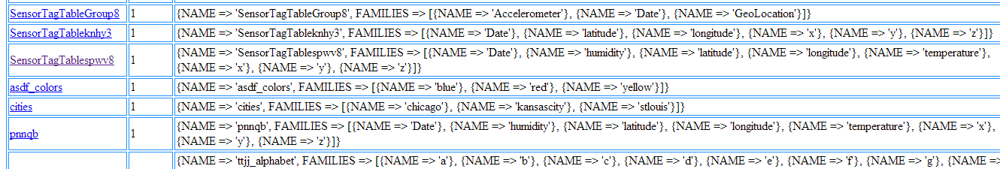 SensorTagTableGroup8 1 {NAME => 'SensorTagTableGroup8', FAMILIES => [{NAME => 'Accelerometer'}, {NAME => 'Date'}, {NAME => 'GeoLocation'}]}
SensorTagTableknhy3 1 {NAME => 'SensorTagTableknhy3', FAMILIES => [{NAME => 'Date'}, {NAME => 'latitude'}, {NAME => 'longitude'}, {NAME => 'x'}, {NAME => 'y'}, {NAME => 'z'}]}
SensorTagTablespwv8 1 {NAME => 'SensorTagTablespwv8', FAMILIES => [{NAME => 'Date'}, {NAME => 'humidity'}, {NAME => 'latitude'}, {NAME => 'longitude'}, {NAME => 'temperature'},
{NAME => 'x'}, {NAME => 'y'}, {NAME => 'z'}]}
asdf_colors 1 {NAME => 'asdf_colors', FAMILIES => [{NAME => 'blue'}, {NAME => 'red'}, {NAME => 'yellow'}]}
cities 1 {NAME => 'cities', FAMILIES => [{NAME => 'chicago'}, {NAME => 'kansascity'}, {NAME => 'stlouis'}]}
pnnqb 1 {NAME => 'pnnqb', FAMILIES => [{NAME => 'Date'}, {NAME => 'humidity'}, {NAME => 'latitude'}, {NAME => 'longitude'}, {NAME => 'temperature'}, {NAME => 'x'},
{NAME => 'y'}, {NAME => 'z'}]}
{NAME => 'ttjj_alphabet', FAMILIES => [{NAME => 'a'}, {NAME => 'b'}, {NAME => 'c'}, {NAME => 'd'}, {NAME => 'e'}, {NAME => 'f'}, {NAME => 'g'}, {NAME =>